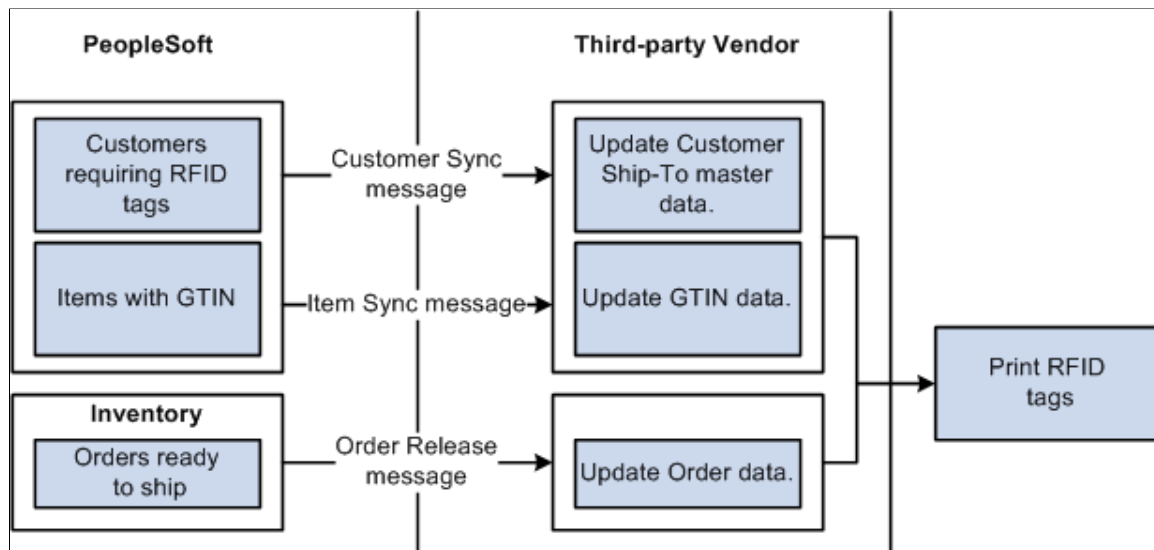 PeopleSoft
Third-party Vendor
Customers
requiring RFID
tags
Customer Sync
message
Update Customer
Ship-To master
data.
Items with GTIN
Item Sync message
Update GTIN data.
Print RFID
tags
Inventory
Orders ready
to ship
Order Release
message
Update Order data.